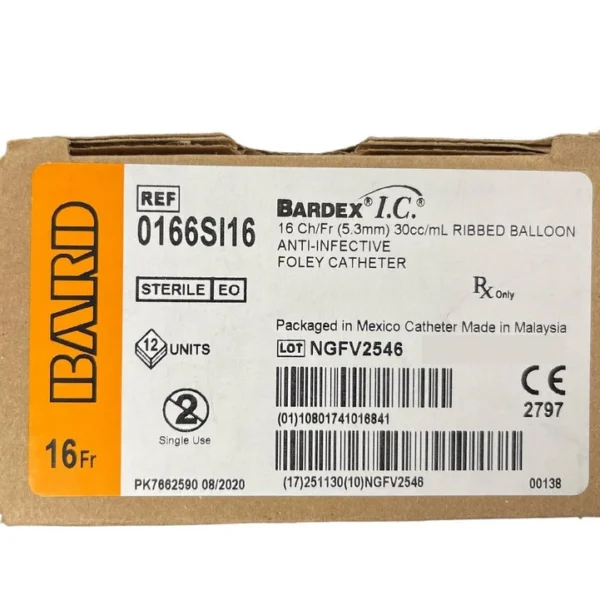 BARD
16 Fr
REF
0166SI16
STERILE EO
12 UNITS
2
Single Use
PK7662590 08/2020
BARDEX® I.C.®
16 Ch/Fr (5.3mm) 30cc/mL RIBBED BALLOON
ANTI-INFECTIVE
FOLEY CATHETER
Rx Only
Packaged in Mexico Catheter Made in Malaysia
LOT NGFV2546
(01)10801741016841
CE
2797
(17)251130(10)NGFV2546
00138